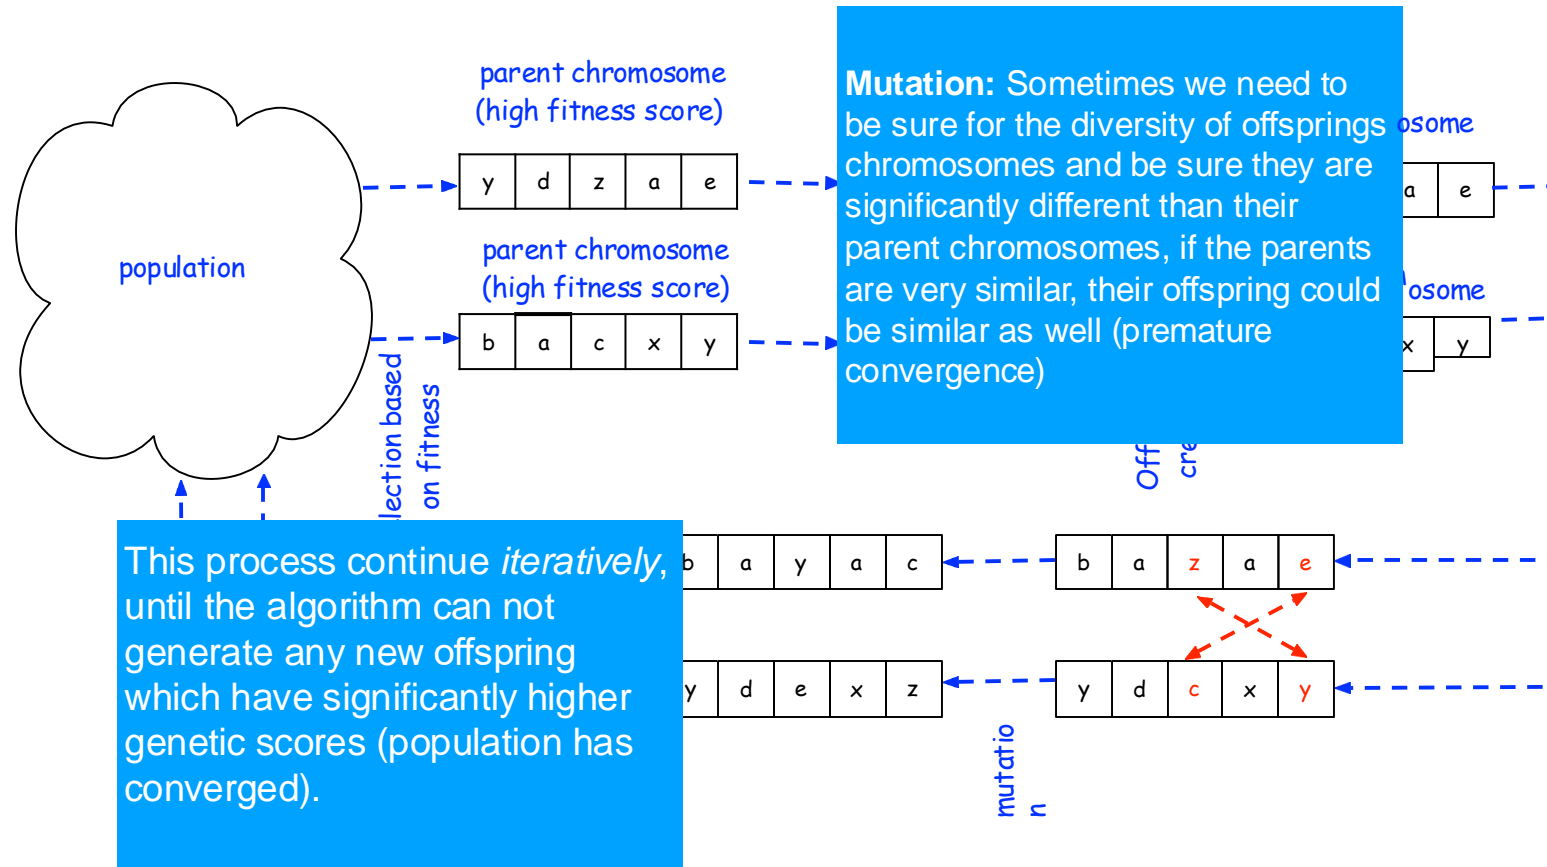 parent chromosome
(high fitness score)
y d z a e
population
parent chromosome
(high fitness score)
b a c x y
lection based
on fitness
Mutation: Sometimes we need to
be sure for the diversity of offsprings
chromosomes and be sure they are
significantly different than their
parent chromosomes, if the parents
are very similar, their offspring could
be similar as well (premature
convergence)
osome
a e
osome
x y
Off
cre
This process continue iteratively,
until the algorithm can not
generate any new offspring
which have significantly higher
genetic scores (population has
converged).
b a y a c
b a z a e
y d e x z
y d c x y
mutatio
n